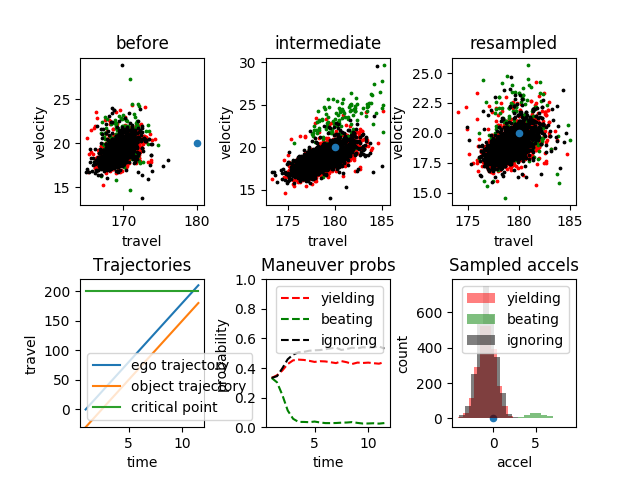 before
intermediate
resampled
velocity
25
20
15
170
180
travel
velocity
30
25
20
15
175
180
185
travel
velocity
25.0
22.5
20.0
17.5
15.0
175
180
185
travel
Trajectories
Maneuver probs
Sampled accels
travel
200
150
100
50
0
ego trajectory
object trajectory
critical point
5
10
time
probability
1.0
0.8
0.6
0.4
0.2
0.0
yielding
beating
ignoring
5
10
time
count
600
400
200
0
yielding
beating
ignoring
0
5
accel